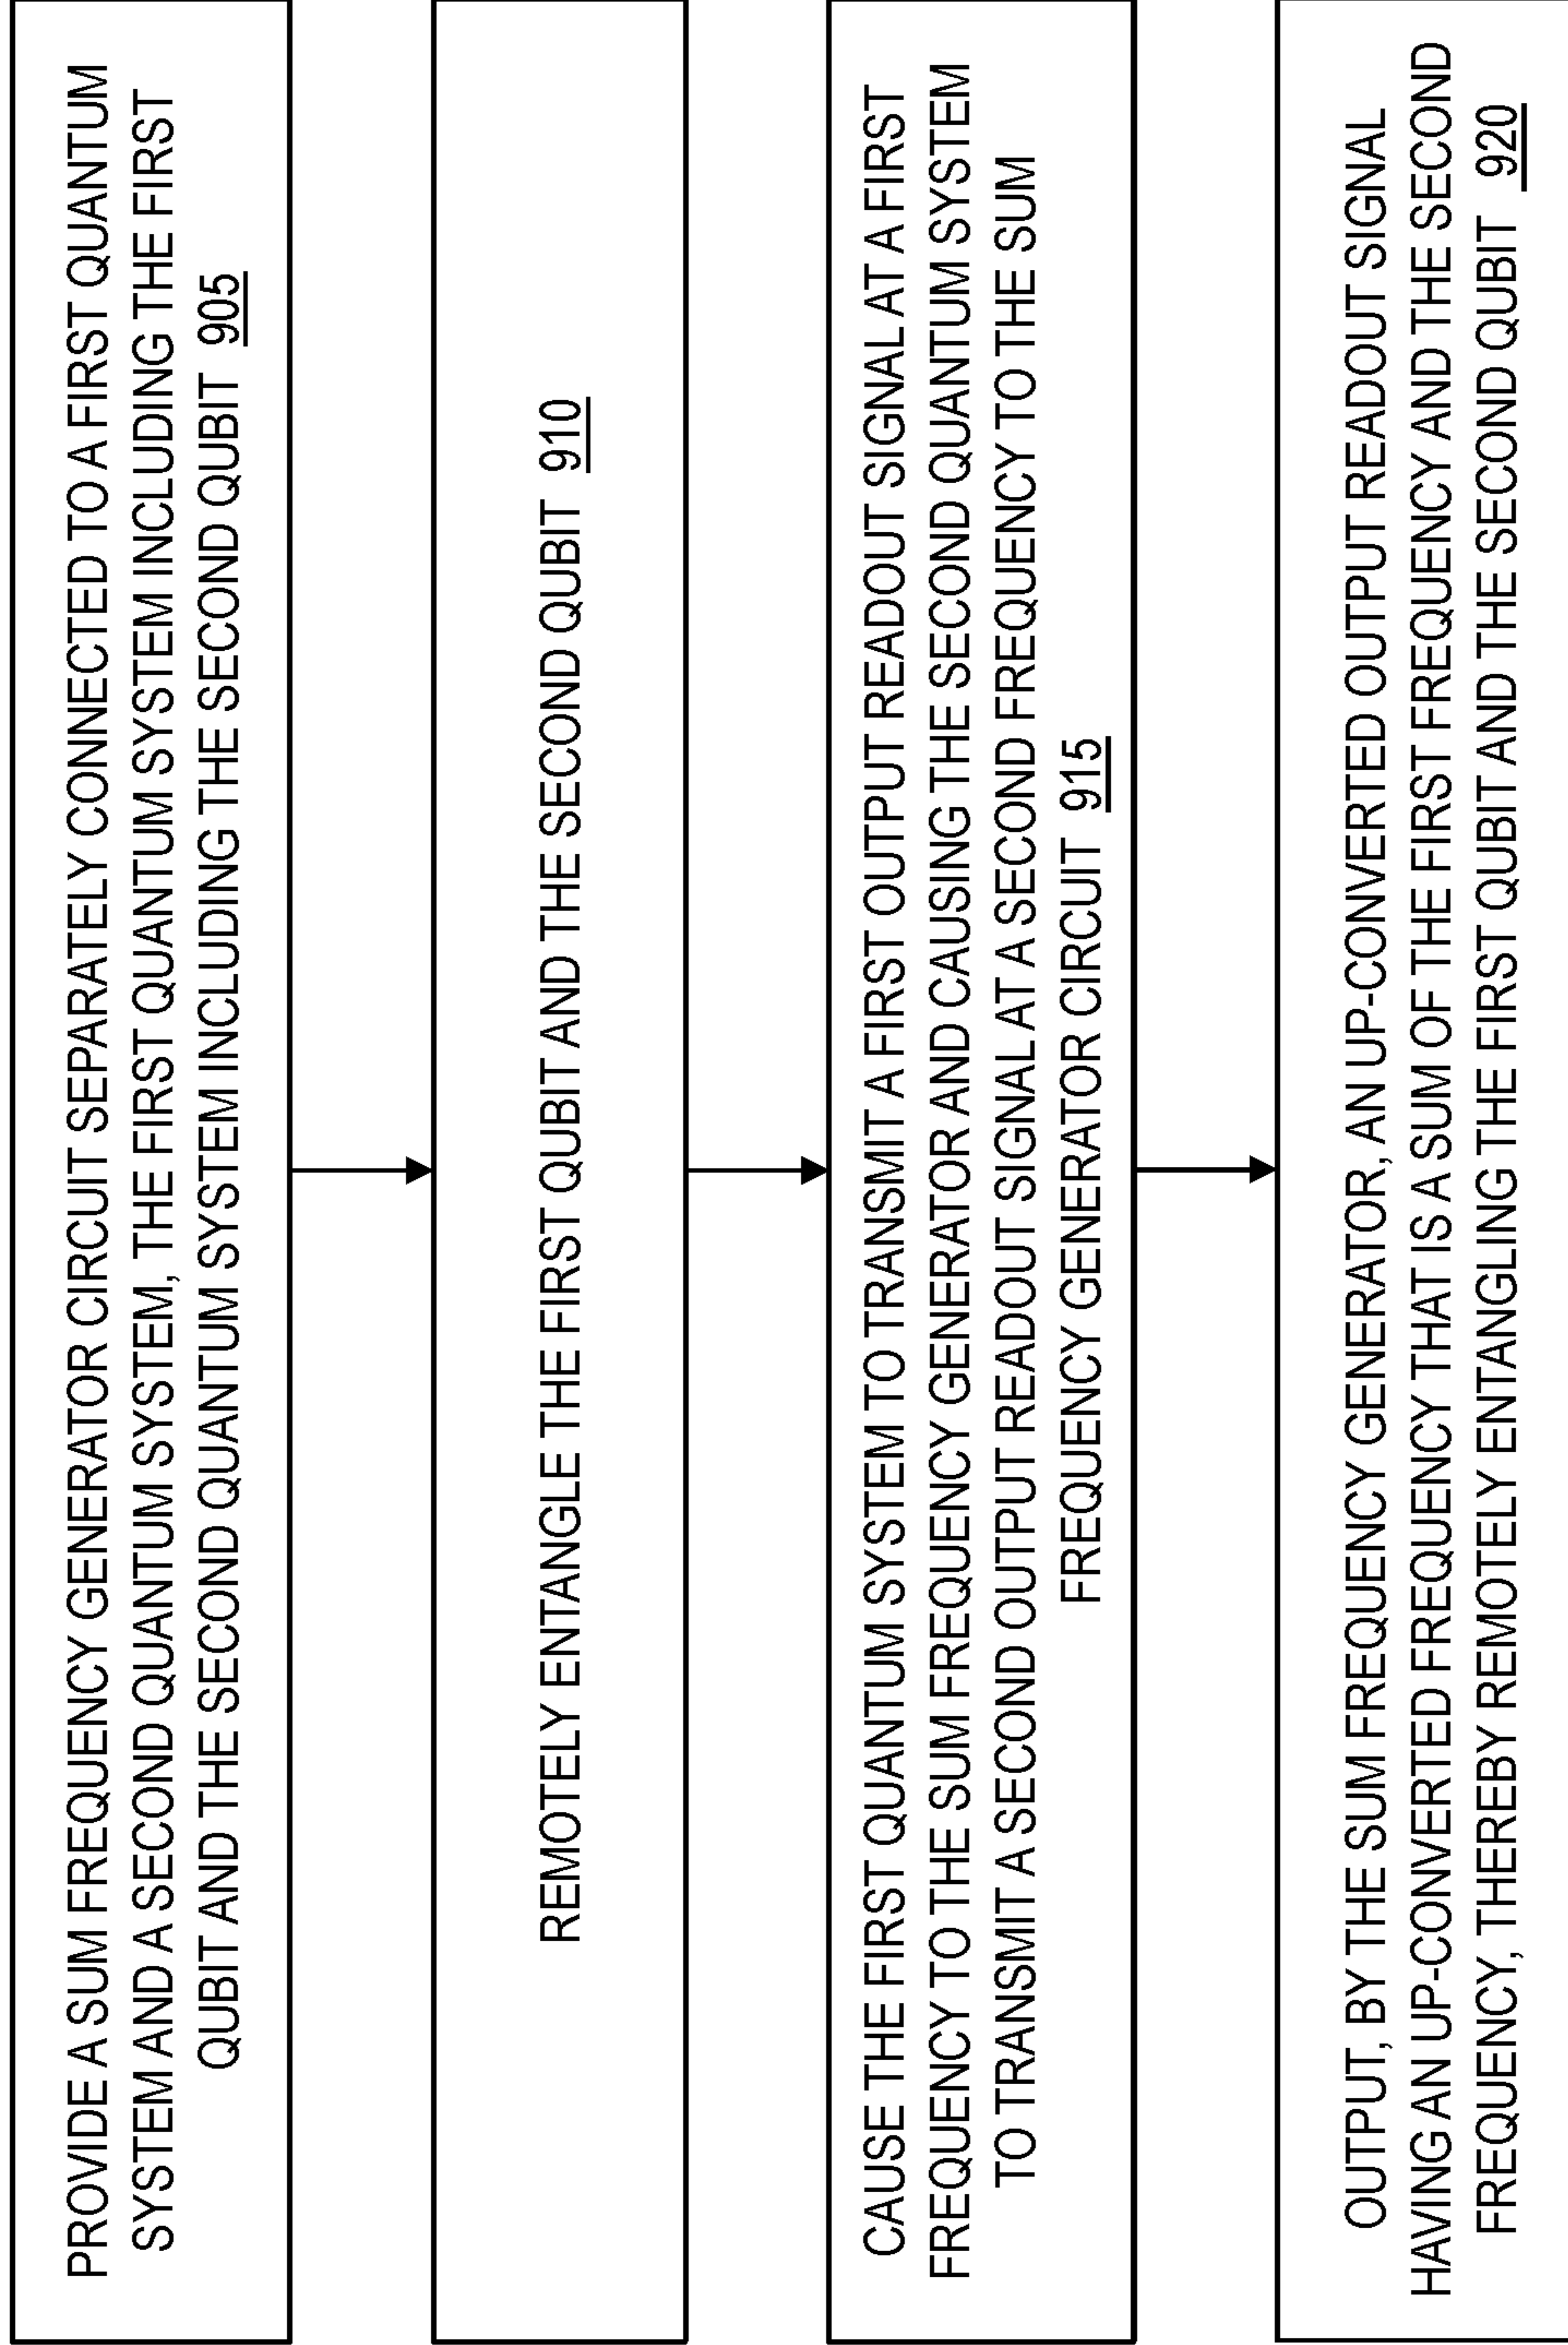 PROVIDE A SUM FREQUENCY GENERATOR CIRCUIT SEPARATELY CONNECTED TO A FIRST QUANTUM
SYSTEM AND A SECOND QUANTUM SYSTEM, THE FIRST QUANTUM SYSTEM INCLUDING THE FIRST
QUBIT AND THE SECOND QUANTUM SYSTEM INCLUDING THE SECOND QUBIT 905
REMOTELY ENTANGLE THE FIRST QUBIT AND THE SECOND QUBIT 910
CAUSE THE FIRST QUANTUM SYSTEM TO TRANSMIT A FIRST OUTPUT READOUT SIGNAL AT A FIRST
FREQUENCY TO THE SUM FREQUENCY GENERATOR AND CAUSING THE SECOND QUANTUM SYSTEM
TO TRANSMIT A SECOND OUTPUT READOUT SIGNAL AT A SECOND FREQUENCY TO THE SUM
FREQUENCY GENERATOR CIRCUIT 915
OUTPUT, BY THE SUM FREQUENCY GENERATOR, AN UP-CONVERTED OUTPUT READOUT SIGNAL
HAVING AN UP-CONVERTED FREQUENCY THAT IS A SUM OF THE FIRST FREQUENCY AND THE SECOND
FREQUENCY, THEREBY REMOTELY ENTANGLING THE FIRST QUBIT AND THE SECOND QUBIT 920